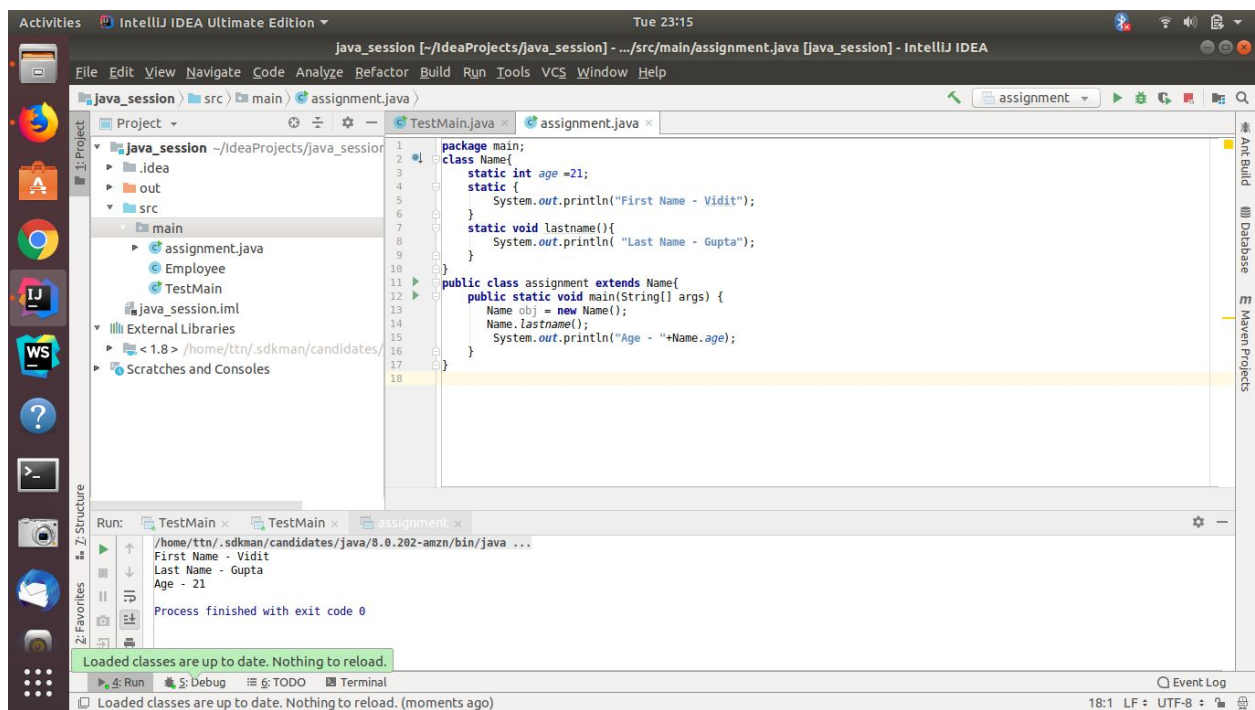 Activities IntelliJ IDEA Ultimate Edition Tue 23:15
java_session [~/IdeaProjects/java_session] - .../src/main/assignment.java [java_session] - IntelliJ IDEA
File Edit View Navigate Code Analyze Refactor Build Run Tools VCS Window Help
java_session src main assignment.java assignment
Project TestMain.java assignment.java
1: Project
java_session ~/IdeaProjects/java_session
.idea
out
src
main
assignment.java
Employee
TestMain
java_session.iml
External Libraries
< 1.8 > /home/ttn/.sdkman/candidates/
Scratches and Consoles
1 package main;
2 class Name{
3 static int age =21;
4 static {
5 System.out.println("First Name - Vidit");
6 }
7 static void lastname(){
8 System.out.println( "Last Name - Gupta");
9 }
10 }
11 public class assignment extends Name{
12 public static void main(String[] args) {
13 Name obj = new Name();
14 Name.lastname();
15 System.out.println("Age - "+Name.age);
16 }
17 }
18
Ant Build
Database
m Maven Projects
IJ
WS
Z: Structure
2: Favorites
Run: TestMain TestMain assignment
/home/ttn/.sdkman/candidates/java/8.0.202-amzn/bin/java ...
First Name - Vidit
Last Name - Gupta
Age - 21
Process finished with exit code 0
Loaded classes are up to date. Nothing to reload.
4: Run 5: Debug 6: TODO Terminal Event Log
Loaded classes are up to date. Nothing to reload. (moments ago) 18:1 LF UTF-8